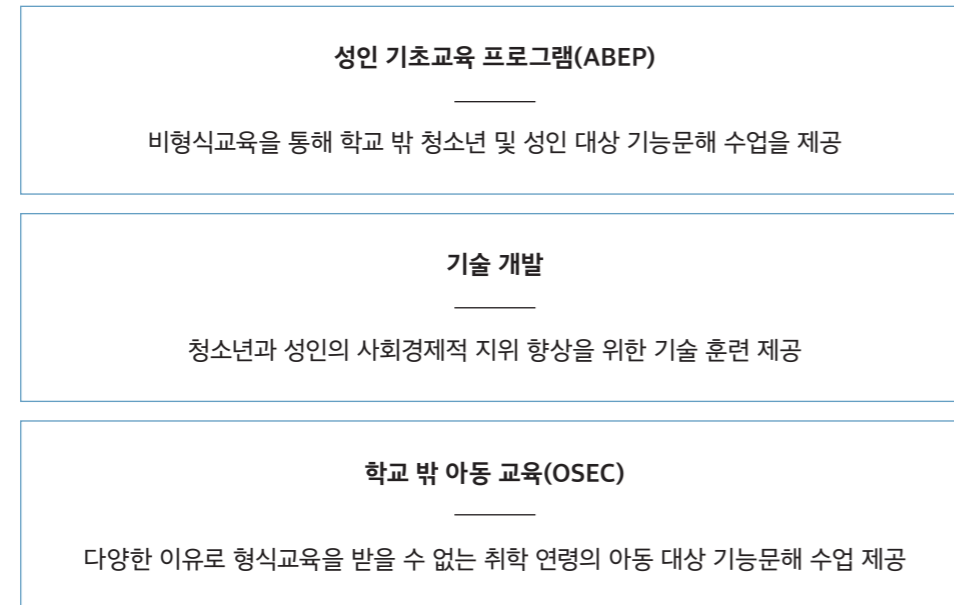 성인 기초교육 프로그램(ABEP)
비형식교육을 통해 학교 밖 청소년 및 성인 대상 기능문해 수업을 제공
기술 개발
청소년과 성인의 사회경제적 지위 향상을 위한 기술 훈련 제공
학교 밖 아동 교육(OSEC)
다양한 이유로 형식교육을 받을 수 없는 취학 연령의 아동 대상 기능문해 수업 제공